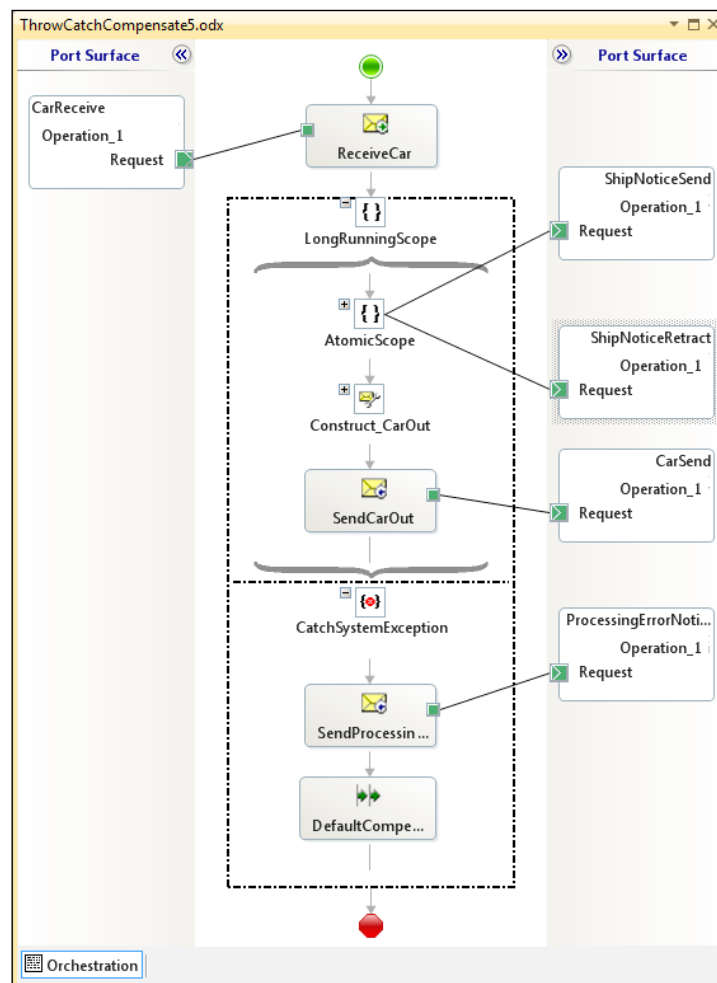 ThrowCatchCompensate5.odx
Port Surface
Port Surface
CarReceive
Operation_1
Request
ReceiveCar
LongRunningScope
ShipNoticeSend
Operation_1
Request
AtomicScope
ShipNoticeRetract
Operation_1
Request
Construct_CarOut
CarSend
Operation_1
Request
SendCarOut
CatchSystemException
ProcessingErrorNoti...
Operation_1
Request
SendProcessin ...
DefaultCompe...
Orchestration